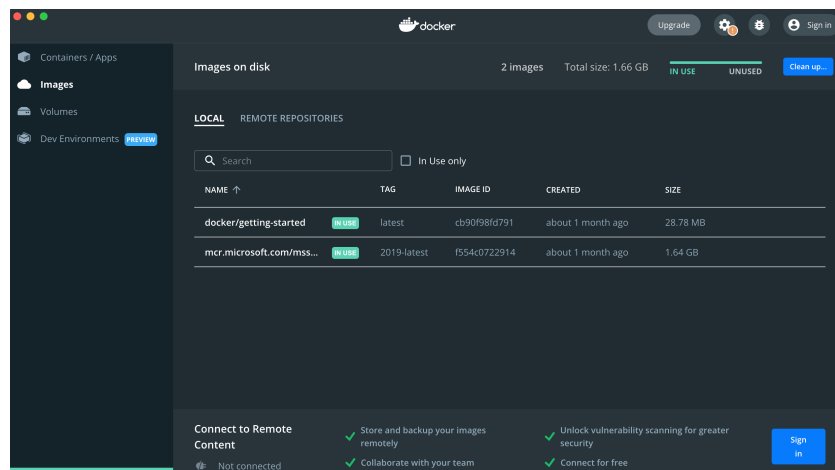 docker
Upgrade
Sign in
Containers / Apps
Images
Volumes
Dev Environments PREVIEW
Images on disk
2 images Total size: 1.66 GB
IN USE UNUSED
Clean up...
LOCAL REMOTE REPOSITORIES
Search
In Use only
NAME TAG IMAGE ID CREATED SIZE
docker/getting-started IN USE latest cb90f98fd791 about 1 month ago 28.78 MB
mcr.microsoft.com/mss... IN USE 2019-latest f554c0722914 about 1 month ago 1.64 GB
Connect to Remote
Content
Not connected
Store and backup your images
remotely
Collaborate with your team
Unlock vulnerability scanning for greater
security
Connect for free
Sign
in